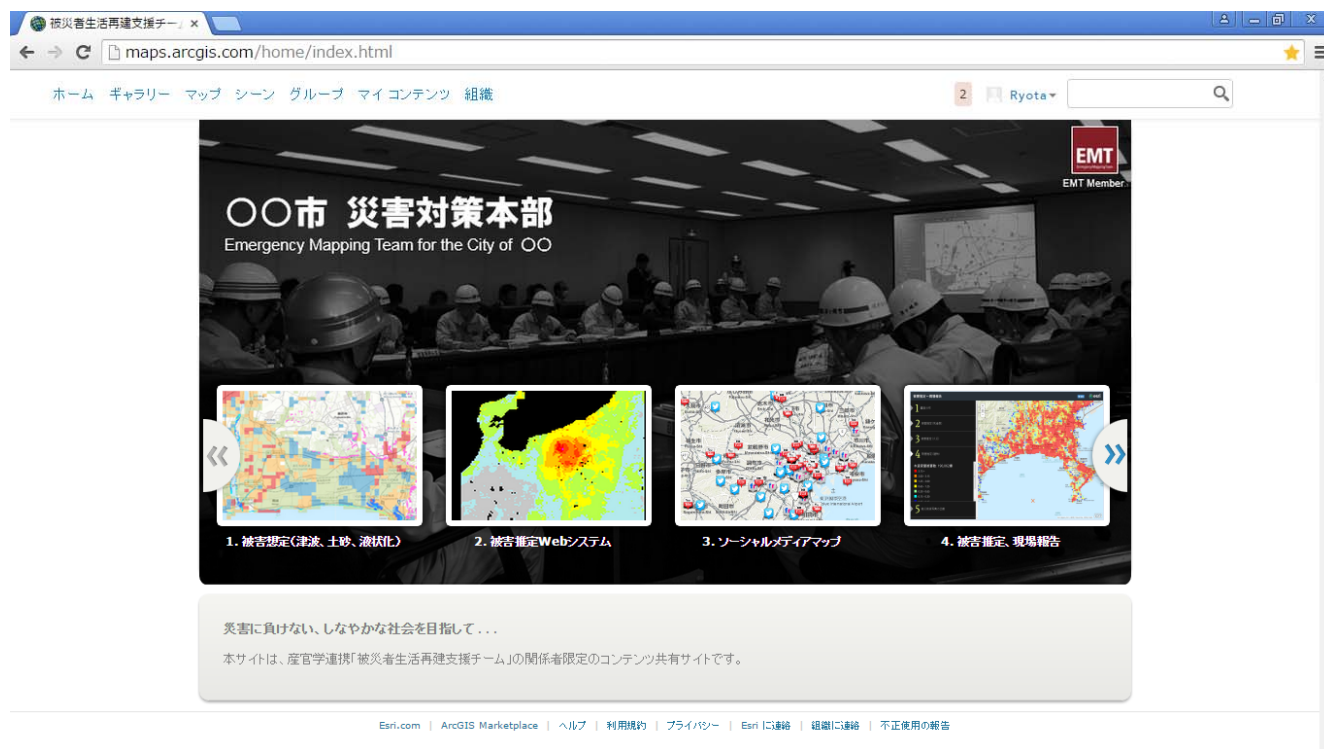 被災者生活再建支援チー
maps.arcgis.com/home/index.html
ホーム ギャラリー マップ シーン グループ マイ コンテンツ 組織
2 Ryota
EMT
EMT Member
〇〇市 災害対策本部
Emergency Mapping Team for the City of 〇〇
1. 被害想定(津波、土砂、液状化)
2. 被害推定Webシステム
3. ソーシャルメディアマップ
4. 被害推定、現場報告
災害に負けない、しなやかな社会を目指して . . .
本サイトは、産官学連携「被災者生活再建支援チーム」の関係者限定のコンテンツ共有サイトです。
Esri.com | ArcGIS Marketplace | ヘルプ | 利用規約 | プライバシー | Esri に連絡 | 組織に連絡 | 不正使用の報告